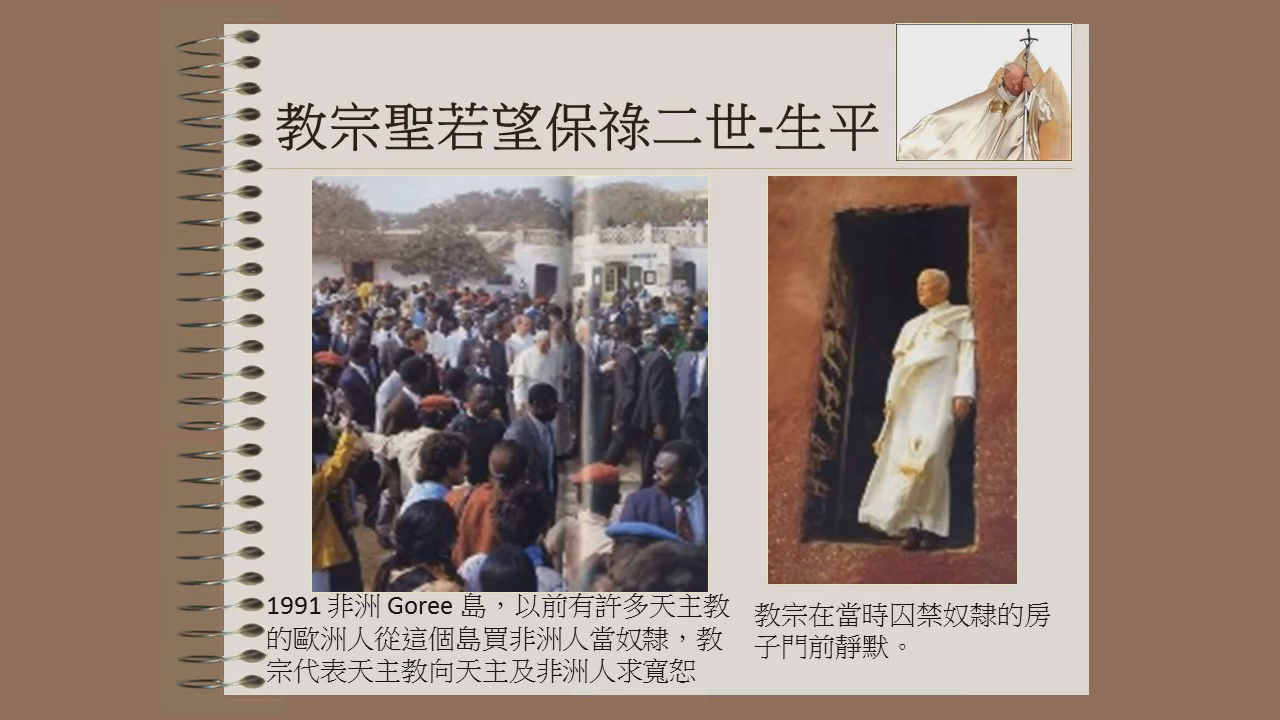 教宗聖若望保祿二世-生平
1991 非洲 Goree 島，以前有許多天主教
的歐洲人從這個島買非洲人當奴隸，教
宗代表天主教向天主及非洲人求寬恕
教宗在當時囚禁奴隸的房
子門前靜默。